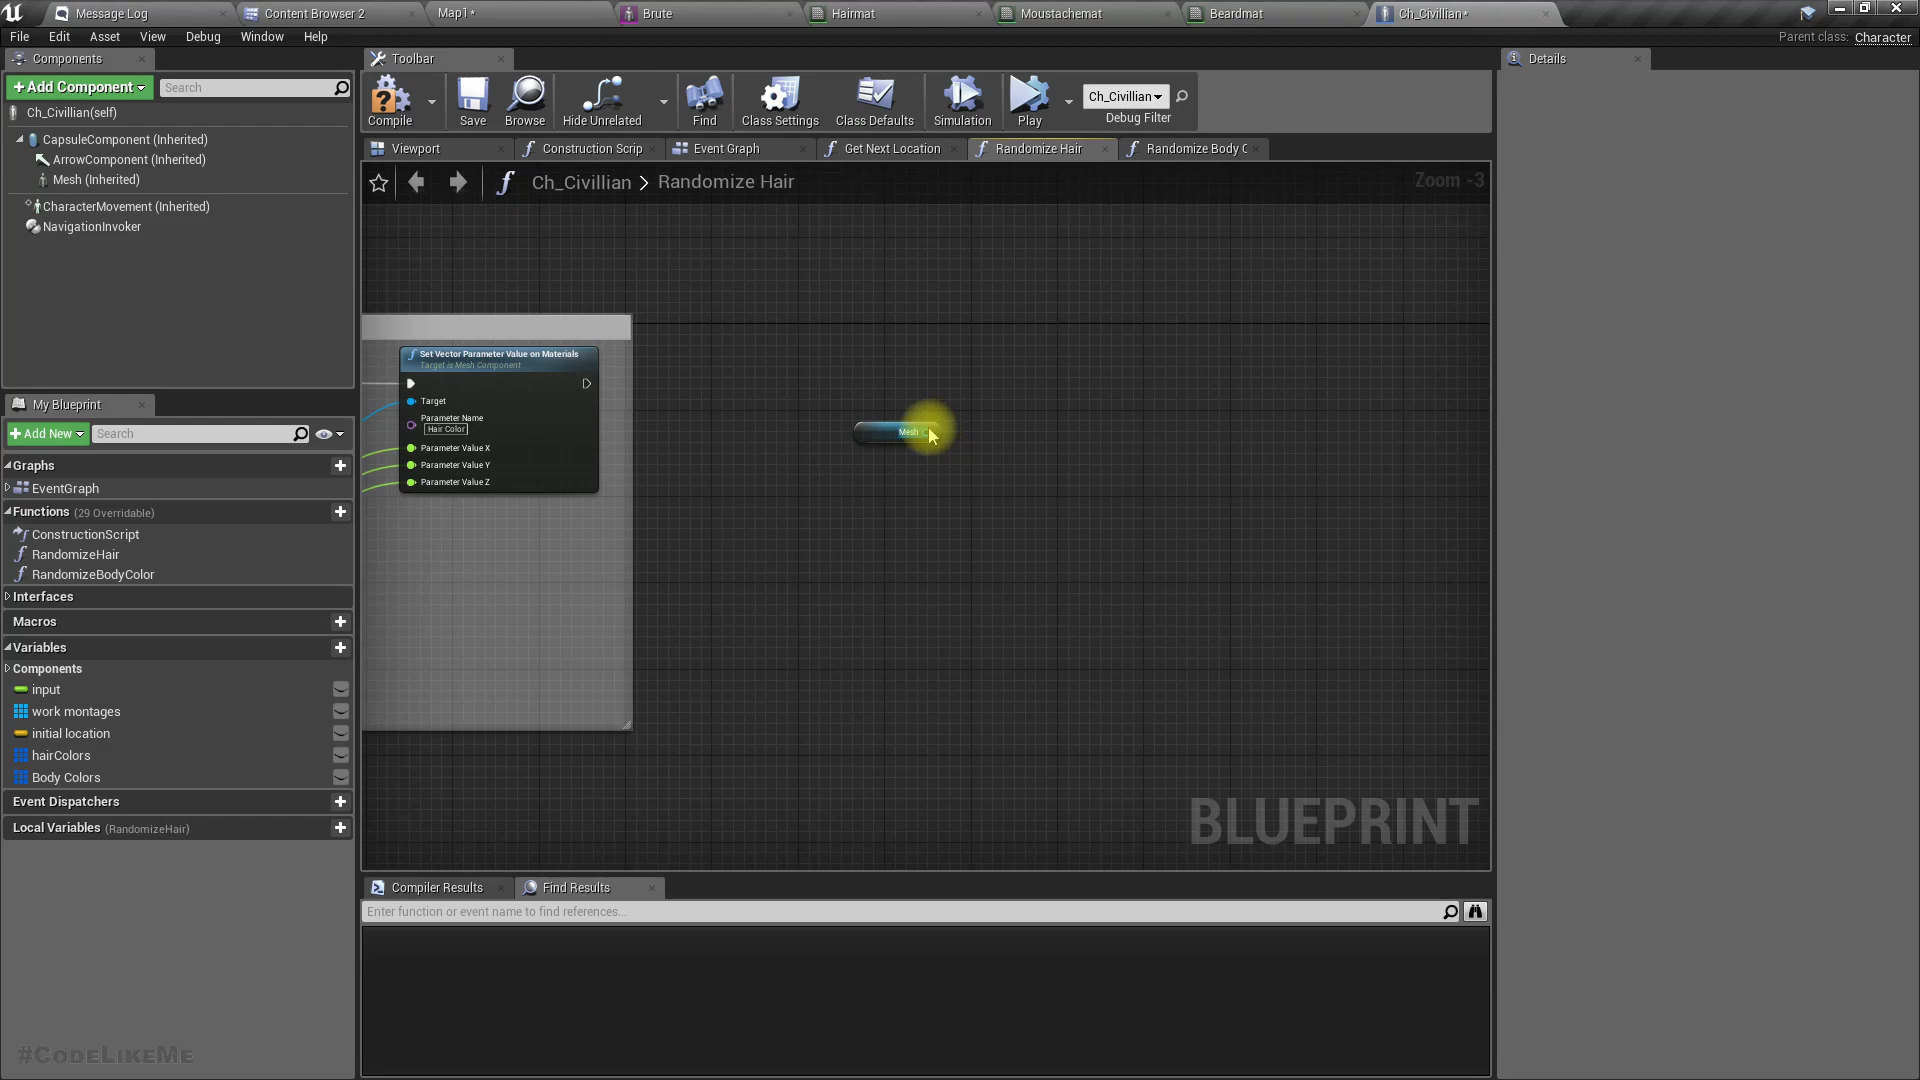 Message Log
Content Browser 2
Map1*
Brute
Hairmat
Moustachemat
Beardmat
Ch_Civillian*
File
Edit
Asset
View
Debug
Window
Help
Parent class: Character
Components
Toolbar
Details
+Add Component
Search
Ch_Civillian(self)
CapsuleComponent (Inherited)
ArrowComponent (Inherited)
Mesh (Inherited)
CharacterMovement (Inherited)
NavigationInvoker
Compile
Save
Browse
Hide Unrelated
Find
Class Settings
Class Defaults
Simulation
Play
Ch_Civillian
Debug Filter
Viewport
Construction Scrip
Event Graph
Get Next Location
Randomize Hair
Randomize Body C
Ch_Civillian > Randomize Hair
Zoom -3
Set Vector Parameter Value on Materials
Target is Mesh Component
Target
Parameter Name
Hair Color
Parameter Value X
Parameter Value Y
Parameter Value Z
Mesh
BLUEPRINT
My Blueprint
+Add New
Search
Graphs
EventGraph
Functions (29 Overridable)
ConstructionScript
RandomizeHair
RandomizeBodyColor
Interfaces
Macros
Variables
Components
input
work montages
initial location
hairColors
Body Colors
Event Dispatchers
Local Variables (RandomizeHair)
Compiler Results
Find Results
Enter function or event name to find references...
#CodeLikeMe